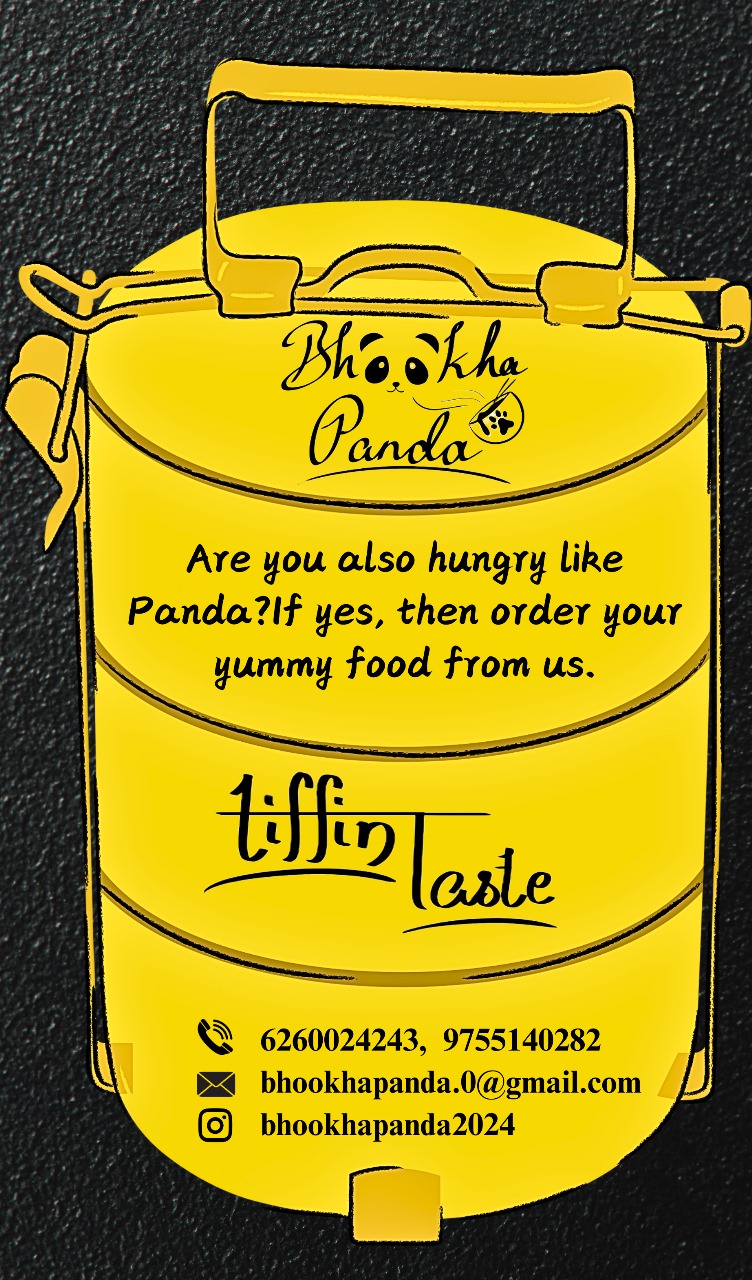 Bhookha
Panda
Are you also hungry like
Panda?If yes, then order your
yummy food from us.
tiffin
Taste
6260024243, 9755140282
bhookhapanda.0@gmail.com
bhookhapanda2024